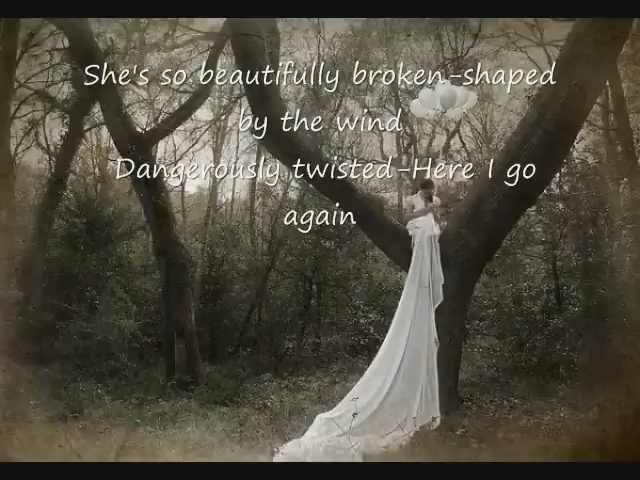 She's so beautifully broken-shaped
by the wind
Dangerously twisted-Here I go
again